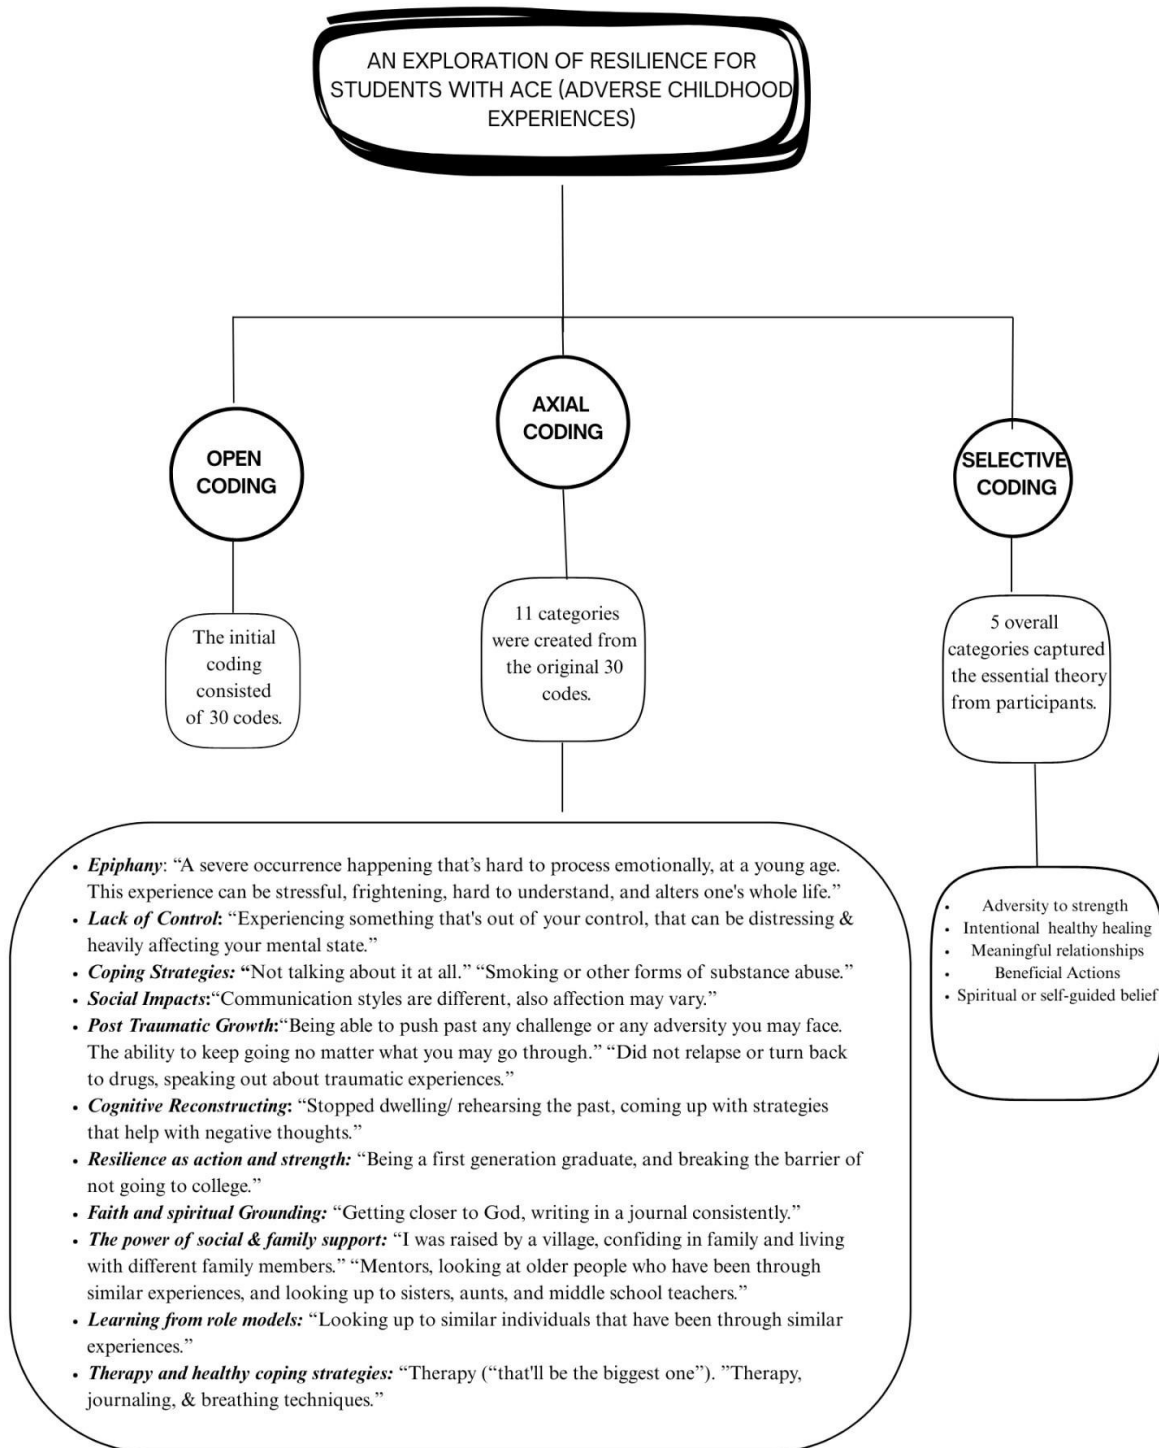 AN EXPLORATION OF RESILIENCE FOR
STUDENTS WITH ACE (ADVERSE CHILDHOOD
EXPERIENCES)
OPEN
CODING
AXIAL
CODING
SELECTIVE
CODING
The initial
coding
consisted
of 30 codes.
11 categories
were created from
the original 30
codes.
5 overall
categories captured
the essential theory
from participants.
• Epiphany: “A severe occurrence happening that’s hard to process emotionally, at a young age.
This experience can be stressful, frightening, hard to understand, and alters one's whole life.”
• Lack of Control: “Experiencing something that's out of your control, that can be distressing &
heavily affecting your mental state.”
• Coping Strategies: “Not talking about it at all.” “Smoking or other forms of substance abuse.”
• Social Impacts:“Communication styles are different, also affection may vary.”
• Post Traumatic Growth:“Being able to push past any challenge or any adversity you may face.
The ability to keep going no matter what you may go through.” “Did not relapse or turn back
to drugs, speaking out about traumatic experiences.”
• Cognitive Reconstructing: “Stopped dwelling/ rehearsing the past, coming up with strategies
that help with negative thoughts.”
• Resilience as action and strength: “Being a first generation graduate, and breaking the barrier of
not going to college.”
• Faith and spiritual Grounding: “Getting closer to God, writing in a journal consistently.”
• The power of social & family support: “I was raised by a village, confiding in family and living
with different family members.” “Mentors, looking at older people who have been through
similar experiences, and looking up to sisters, aunts, and middle school teachers.”
• Learning from role models: “Looking up to similar individuals that have been through similar
experiences.”
• Therapy and healthy coping strategies: “Therapy (“that'll be the biggest one”). ”Therapy,
journaling, & breathing techniques.”
• Adversity to strength
• Intentional healthy healing
• Meaningful relationships
• Beneficial Actions
• Spiritual or self-guided belief